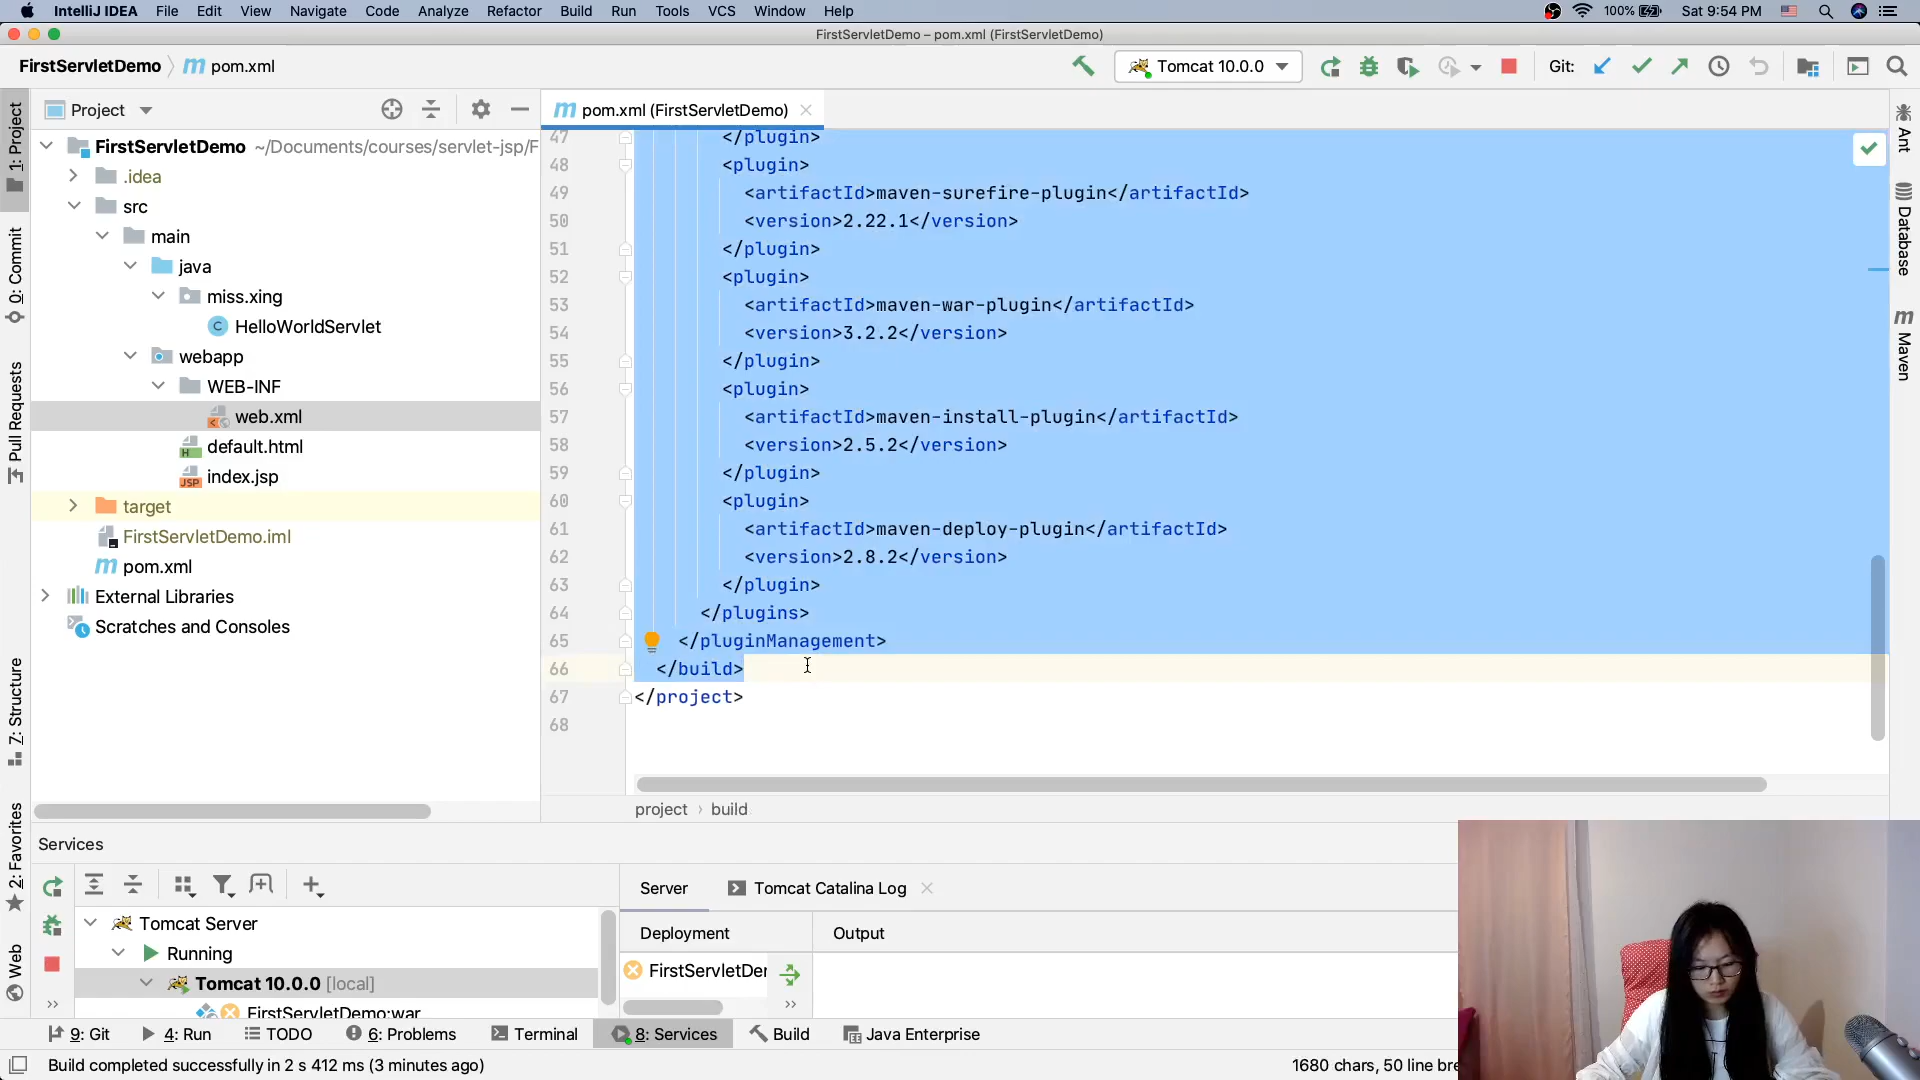 IntelliJ IDEA File Edit View Navigate Code Analyze Refactor Build Run Tools VCS Window Help 100% Sat 9:54 PM
FirstServletDemo – pom.xml (FirstServletDemo)
FirstServletDemo pom.xml Tomcat 10.0.0 Git:
Project pom.xml (FirstServletDemo)
FirstServletDemo ~/Documents/courses/servlet-jsp/F
.idea
src
main
java
miss.xing
HelloWorldServlet
webapp
WEB-INF
web.xml
default.html
index.jsp
target
FirstServletDemo.iml
pom.xml
External Libraries
Scratches and Consoles
1: Project
0: Commit
Pull Requests
7: Structure
2: Favorites
Web
47 </plugin>
48 <plugin>
49 <artifactId>maven-surefire-plugin</artifactId>
50 <version>2.22.1</version>
51 </plugin>
52 <plugin>
53 <artifactId>maven-war-plugin</artifactId>
54 <version>3.2.2</version>
55 </plugin>
56 <plugin>
57 <artifactId>maven-install-plugin</artifactId>
58 <version>2.5.2</version>
59 </plugin>
60 <plugin>
61 <artifactId>maven-deploy-plugin</artifactId>
62 <version>2.8.2</version>
63 </plugin>
64 </plugins>
65 </pluginManagement>
66 </build>
67 </project>
68
project › build
Ant
Database
Maven
Services
Server Tomcat Catalina Log
Tomcat Server
Running
Tomcat 10.0.0 [local]
FirstServletDemo:war
Deployment Output
FirstServletDer
9: Git 4: Run TODO 6: Problems Terminal 8: Services Build Java Enterprise
Build completed successfully in 2 s 412 ms (3 minutes ago) 1680 chars, 50 line bre